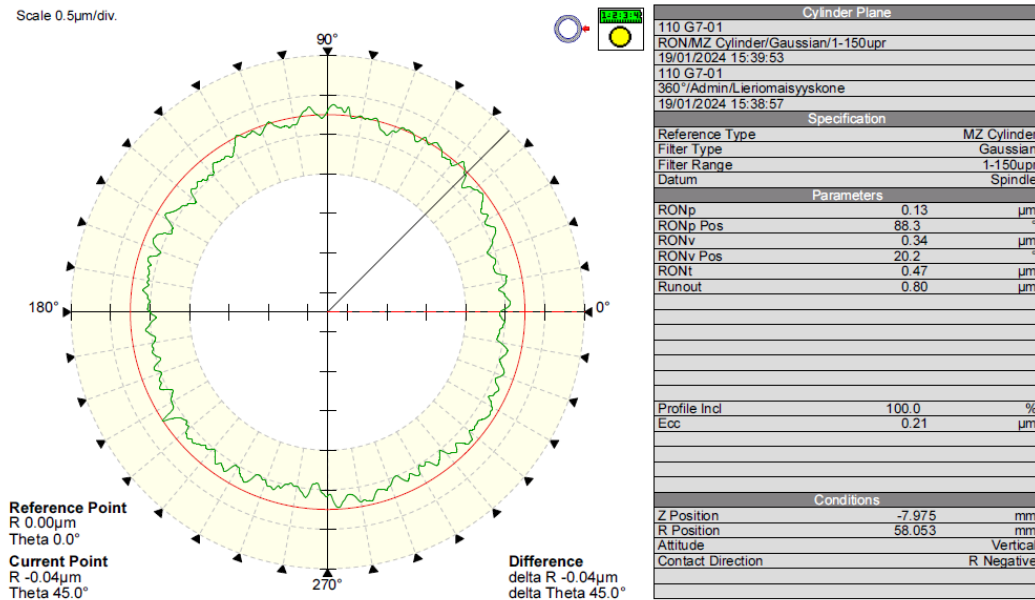 Scale 0.5µm/div.
1-2-3-4
90°
180°
0°
270°
Reference Point
R 0.00µm
Theta 0.0°
Current Point
R -0.04µm
Theta 45.0°
Difference
delta R -0.04µm
delta Theta 45.0°
Cylinder Plane
110 G7-01
RON/MZ Cylinder/Gaussian/1-150upr
19/01/2024 15:39:53
110 G7-01
360°/Admin/Lieriomaisyyskone
19/01/2024 15:38:57
Specification
Reference Type MZ Cylinder
Filter Type Gaussian
Filter Range 1-150upr
Datum Spindle
Parameters
RONp 0.13 µm
RONp Pos 88.3 °
RONv 0.34 µm
RONv Pos 20.2 °
RONt 0.47 µm
Runout 0.80 µm
Profile Incl 100.0 %
Ecc 0.21 µm
Conditions
Z Position -7.975 mm
R Position 58.053 mm
Attitude Vertical
Contact Direction R Negative